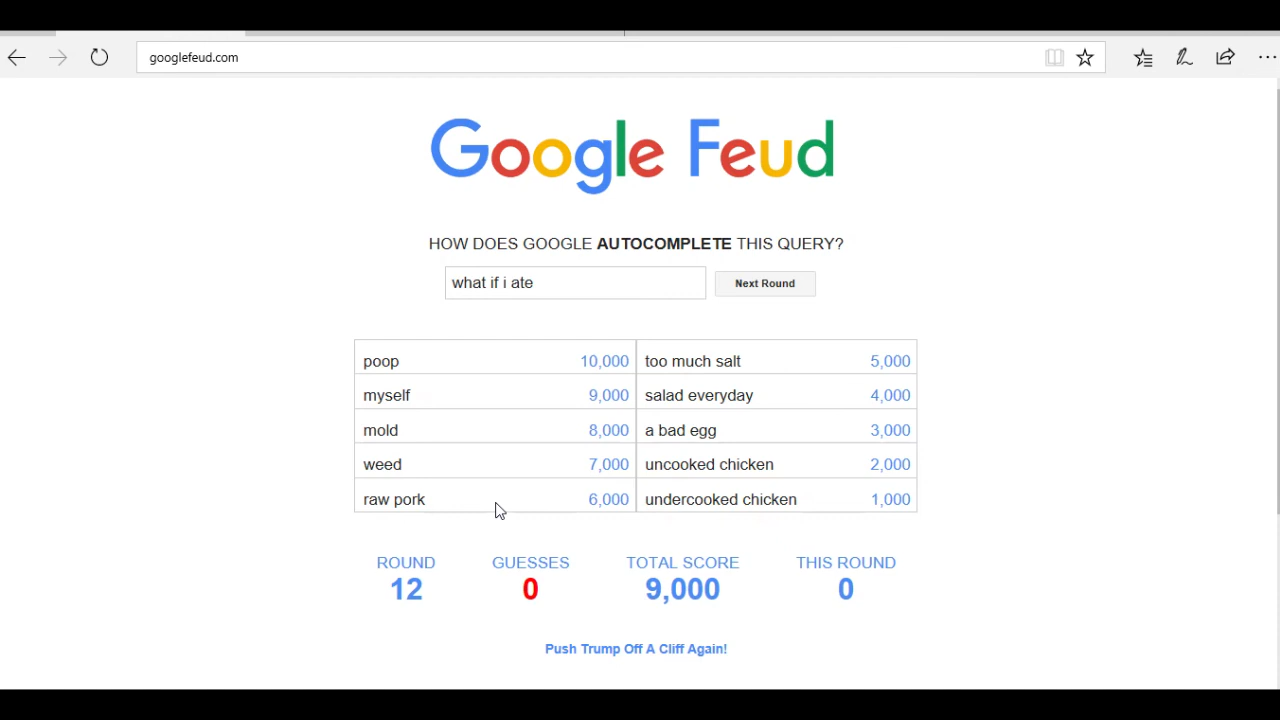 googlefeud.com
Google Feud
HOW DOES GOOGLE AUTOCOMPLETE THIS QUERY?
what if i ate
Next Round
poop 10,000 too much salt 5,000
myself 9,000 salad everyday 4,000
mold 8,000 a bad egg 3,000
weed 7,000 uncooked chicken 2,000
raw pork 6,000 undercooked chicken 1,000
ROUND GUESSES TOTAL SCORE THIS ROUND
12 0 9,000 0
Push Trump Off A Cliff Again!